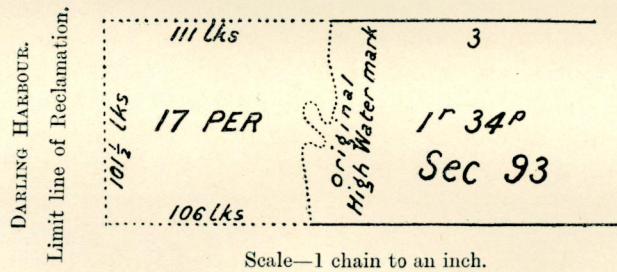 DARLING HARBOUR.
Limit line of Reclamation.
111 lks
101½ lks
17 PER
106 lks
original
High Water mark
3
1r 34p
Sec 93
Scale—1 chain to an inch.